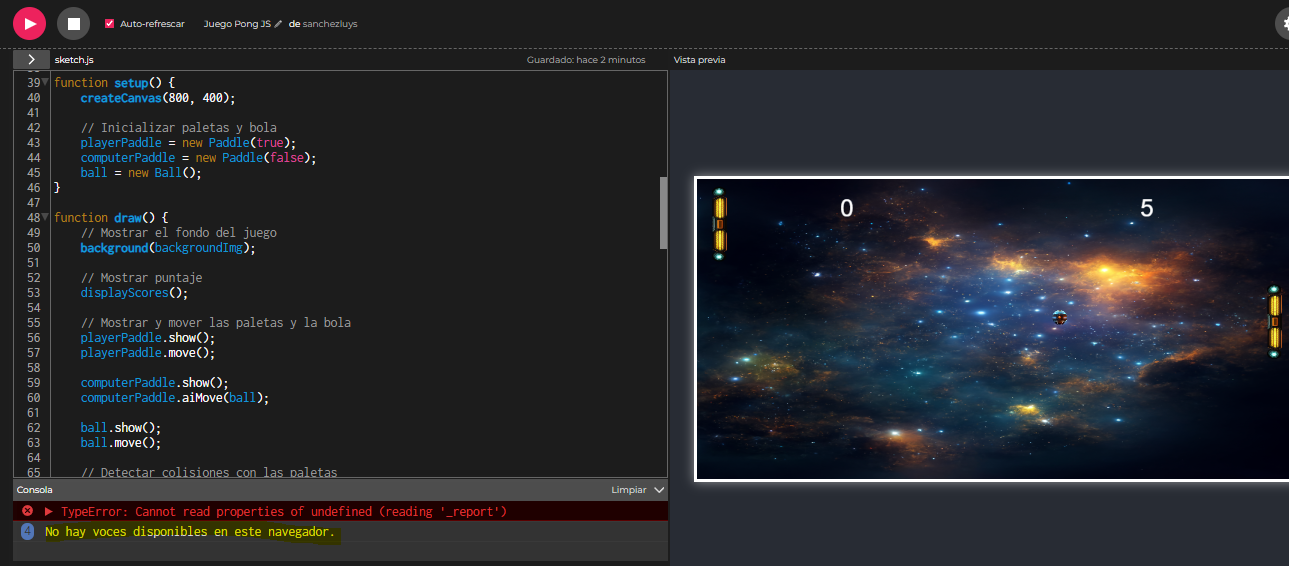 Auto-refrescar Juego Pong JS de sanchezluys
sketch.js Guardado: hace 2 minutos Vista previa
39 function setup() {
40 createCanvas(800, 400);
41
42 // Inicializar paletas y bola
43 playerPaddle = new Paddle(true);
44 computerPaddle = new Paddle(false);
45 ball = new Ball();
46 }
47
48 function draw() {
49 // Mostrar el fondo del juego
50 background(backgroundImg);
51
52 // Mostrar puntaje
53 displayScores();
54
55 // Mostrar y mover las paletas y la bola
56 playerPaddle.show();
57 playerPaddle.move();
58
59 computerPaddle.show();
60 computerPaddle.aiMove(ball);
61
62 ball.show();
63 ball.move();
64
65 // Detectar colisiones con las paletas
0 5
Consola Limpiar
TypeError: Cannot read properties of undefined (reading '_report')
4 No hay voces disponibles en este navegador.